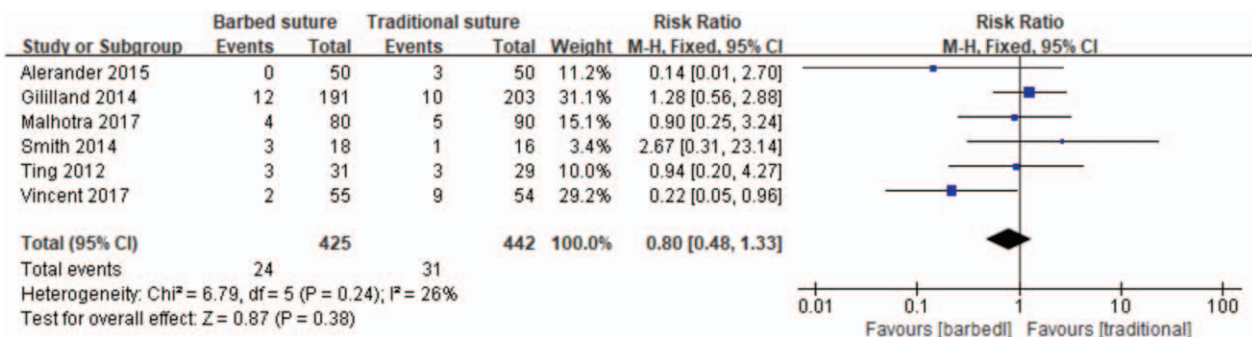 Barbed suture Traditional suture Risk Ratio Risk Ratio
Study or Subgroup Events Total Events Total Weight M-H, Fixed, 95% CI M-H, Fixed, 95% CI
Alerander 2015 0 50 3 50 11.2% 0.14 [0.01, 2.70]
Gililland 2014 12 191 10 203 31.1% 1.28 [0.56, 2.88]
Malhotra 2017 4 80 5 90 15.1% 0.90 [0.25, 3.24]
Smith 2014 3 18 1 16 3.4% 2.67 [0.31, 23.14]
Ting 2012 3 31 3 29 10.0% 0.94 [0.20, 4.27]
Vincent 2017 2 55 9 54 29.2% 0.22 [0.05, 0.96]
Total (95% CI) 425 442 100.0% 0.80 [0.48, 1.33]
Total events 24 31
Heterogeneity: Chi² = 6.79, df = 5 (P = 0.24); I² = 26%
Test for overall effect: Z = 0.87 (P = 0.38)
0.01 0.1 1 10 100
Favours [barbedl] Favours [traditional]